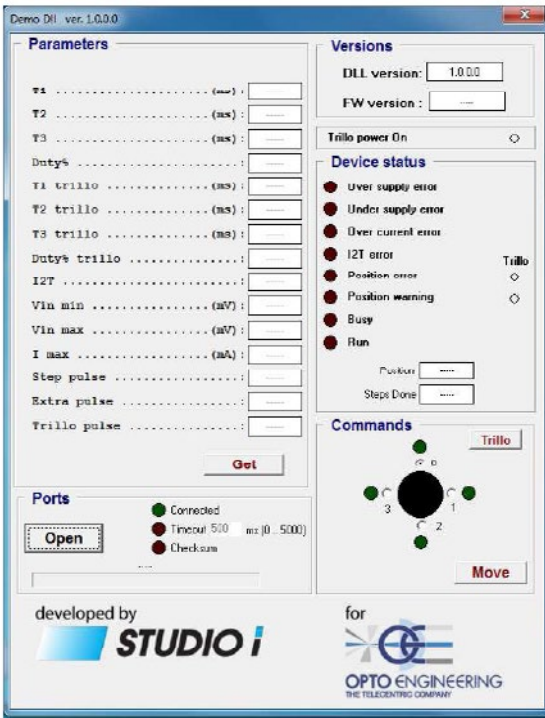 Demo Dll ver. 1.0.0.0
Parameters
T1 ..................... (ms) :
T2 ..................... (ms) :
T3 ..................... (ms) :
Duty% ..................... :
T1 trillo .............. (ms) :
T2 trillo .............. (ms) :
T3 trillo .............. (ms) :
Duty% trillo ............... :
I2T ........................ :
Vin min ................ (mV) :
Vin max ................ (mV) :
I max .................. (mA) :
Step pulse ................. :
Extra pulse ................ :
Trillo pulse ............... :
Get
Ports
Open
Connected
Timeout 500 ms (0 .. 5000)
Checksum
Versions
DLL version: 1.0.0.0
FW version :
Trillo power On
Device status
Over supply error
Under supply error
Over current error
I2T error
Trillo
Position error
Position warning
Busy
Run
Position
Steps Done
Commands
Trillo
0
3
1
2
Move
developed by
STUDIO i
for
OE
OPTO ENGINEERING
THE TELECENTRIC COMPANY